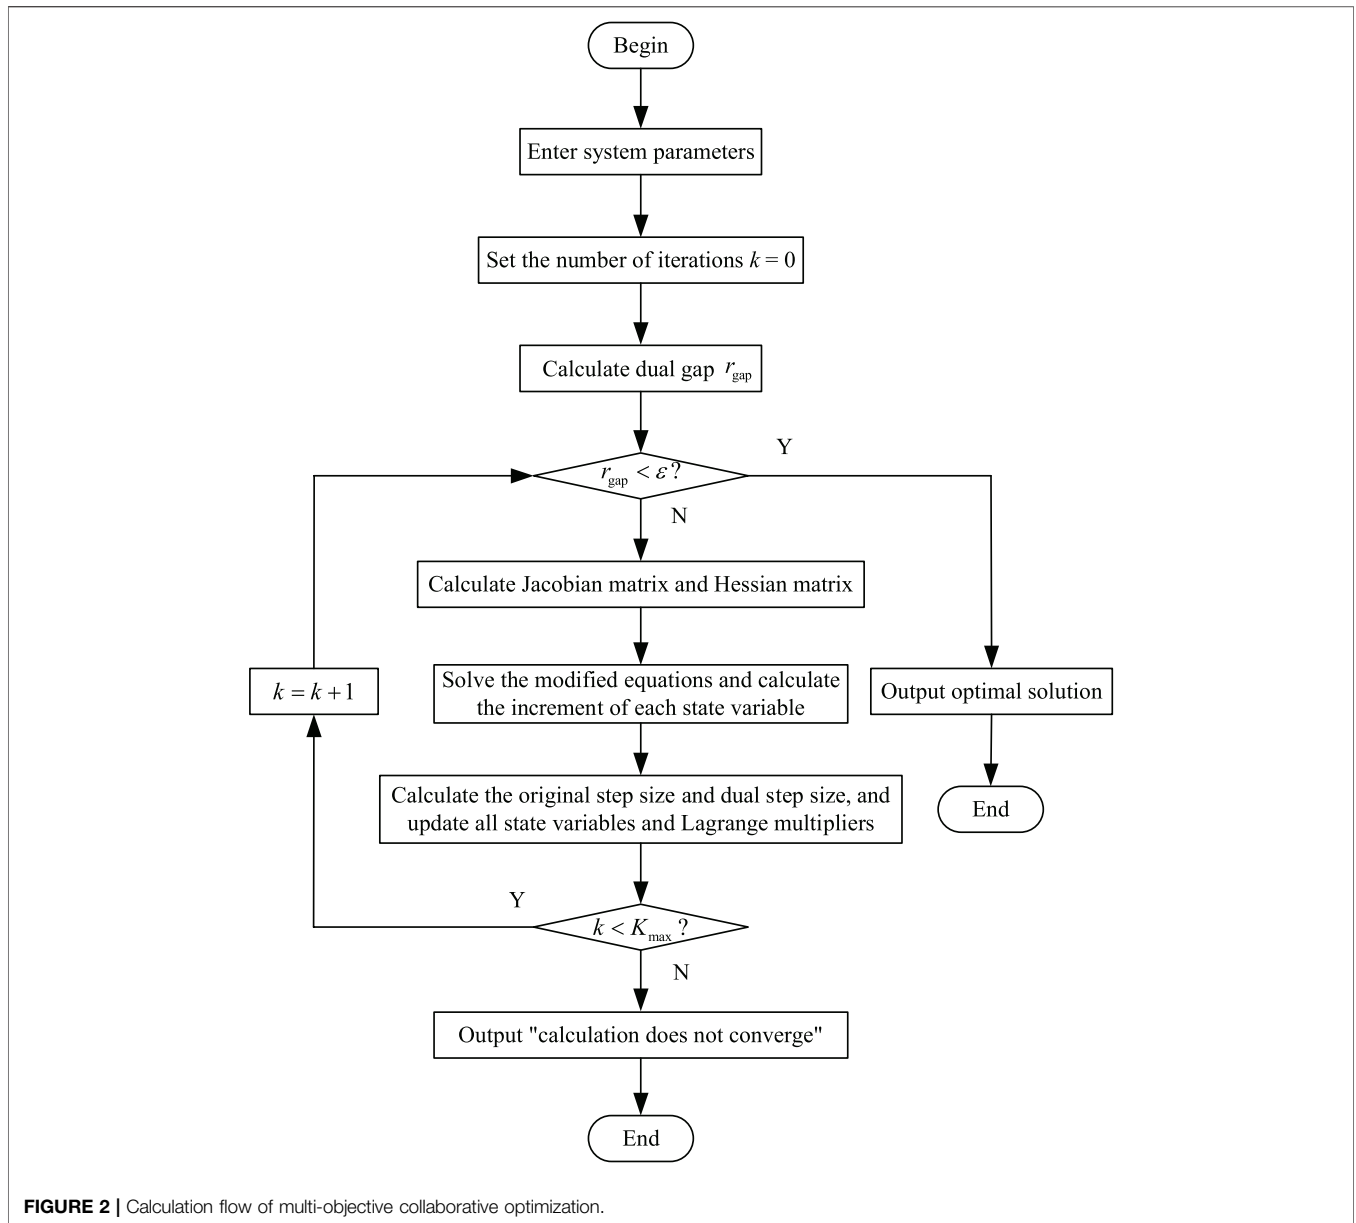 Begin
Enter system parameters
Set the number of iterations k = 0
Calculate dual gap r_gap
r_gap < ε ?
Y
N
Calculate Jacobian matrix and Hessian matrix
Solve the modified equations and calculate
the increment of each state variable
k = k + 1
Output optimal solution
Calculate the original step size and dual step size, and
update all state variables and Lagrange multipliers
End
Y
k < K_max ?
N
Output "calculation does not converge"
End
FIGURE 2 | Calculation flow of multi-objective collaborative optimization.